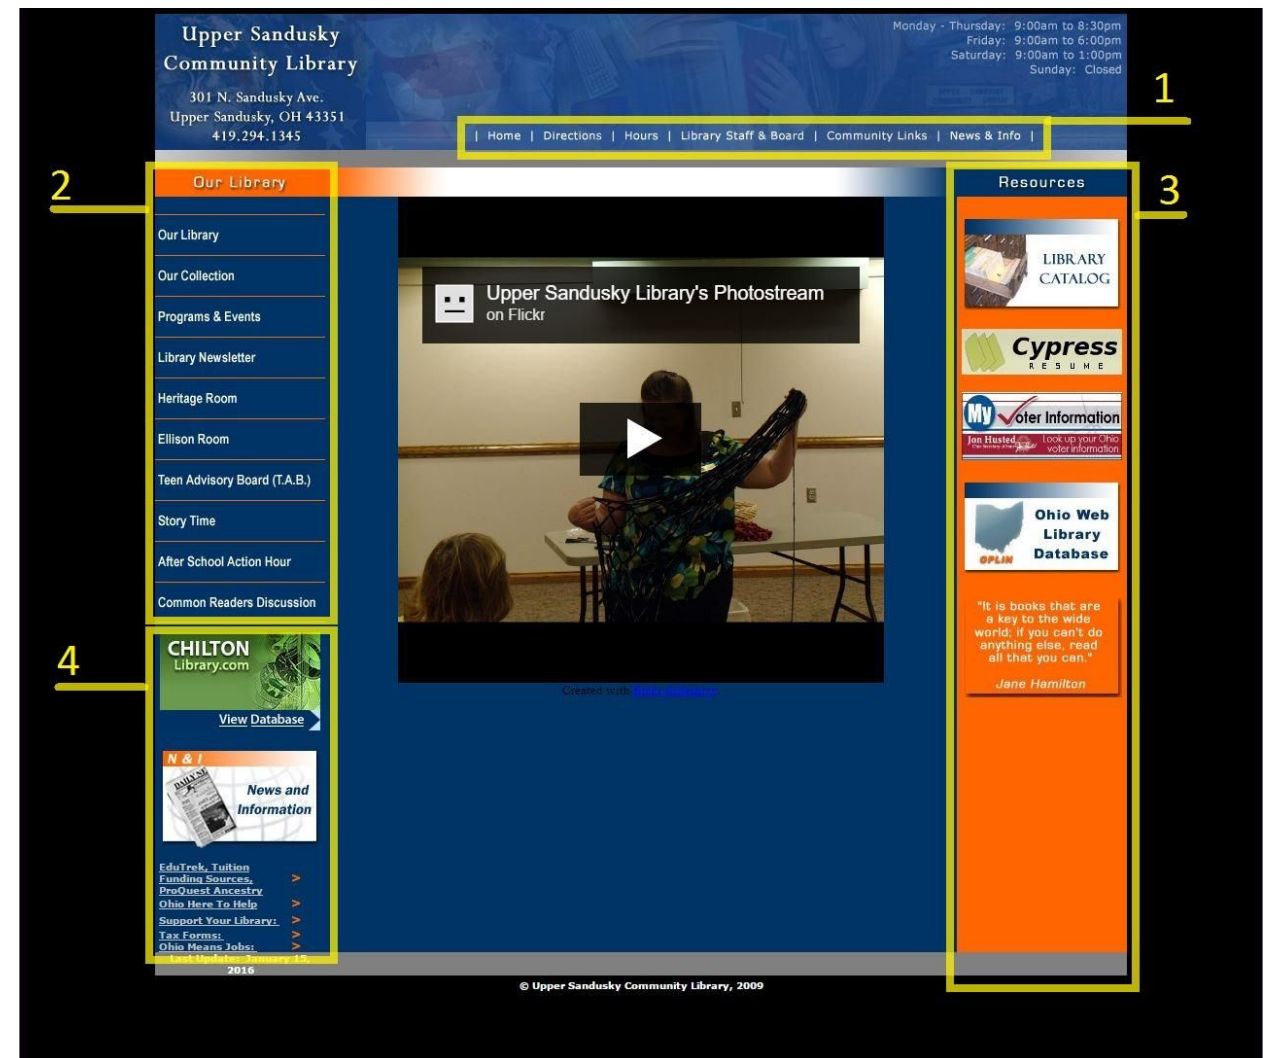 Upper Sandusky
Community Library
301 N. Sandusky Ave.
Upper Sandusky, OH 43351
419.294.1345
Monday - Thursday: 9:00am to 8:30pm
Friday: 9:00am to 6:00pm
Saturday: 9:00am to 1:00pm
Sunday: Closed
1
| Home | Directions | Hours | Library Staff & Board | Community Links | News & Info |
2
Our Library
Our Library
Our Collection
Programs & Events
Library Newsletter
Heritage Room
Ellison Room
Teen Advisory Board (T.A.B.)
Story Time
After School Action Hour
Common Readers Discussion
4
CHILTON
Library.com
View Database
N & I
DAILY
News and
Information
EduTrek, Tuition
Funding Sources, >
ProQuest Ancestry
Ohio Here To Help >
Support Your Library: >
Tax Forms: >
Ohio Means Jobs: >
Last Update: January 15,
2016
Upper Sandusky Library's Photostream
on Flickr
Created with
3
Resources
LIBRARY
CATALOG
Cypress
RESUME
My Voter Information
Jon Husted
Look up your Ohio
voter information
Ohio Web
Library
Database
OPLIN
"It is books that are
a key to the wide
world; if you can't do
anything else, read
all that you can."
Jane Hamilton
© Upper Sandusky Community Library, 2009